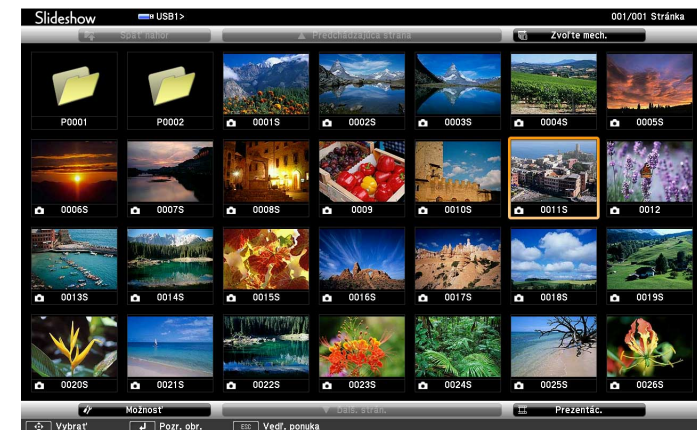 Slideshow USB1> 001/001 Stránka
Späť nahor ▲ Predchádzajúca strana Zvoľte mech.
P0001 P0002 0001S 0002S 0003S 0004S 0005S
0006S 0007S 0008S 0009 0010S 0011S 0012
0013S 0014S 0015S 0016S 0017S 0018S 0019S
0020S 0021S 0022S 0023S 0024S 0025S 0026S
Možnosť ▼ Ďalš. strán. Prezentác.
Vybrať Pozr. obr. ESC Vedľ. ponuka